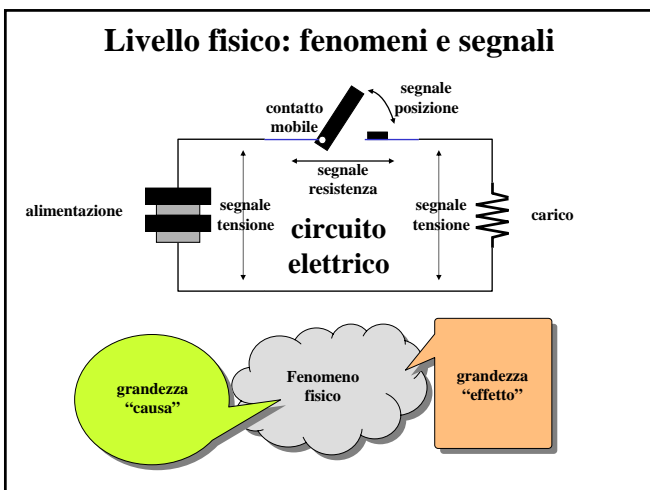 Livello fisico: fenomeni e segnali
segnale
posizione
contatto
mobile
segnale
resistenza
alimentazione
segnale
tensione
circuito
elettrico
segnale
tensione
carico
grandezza
“causa”
Fenomeno
fisico
grandezza
“effetto”